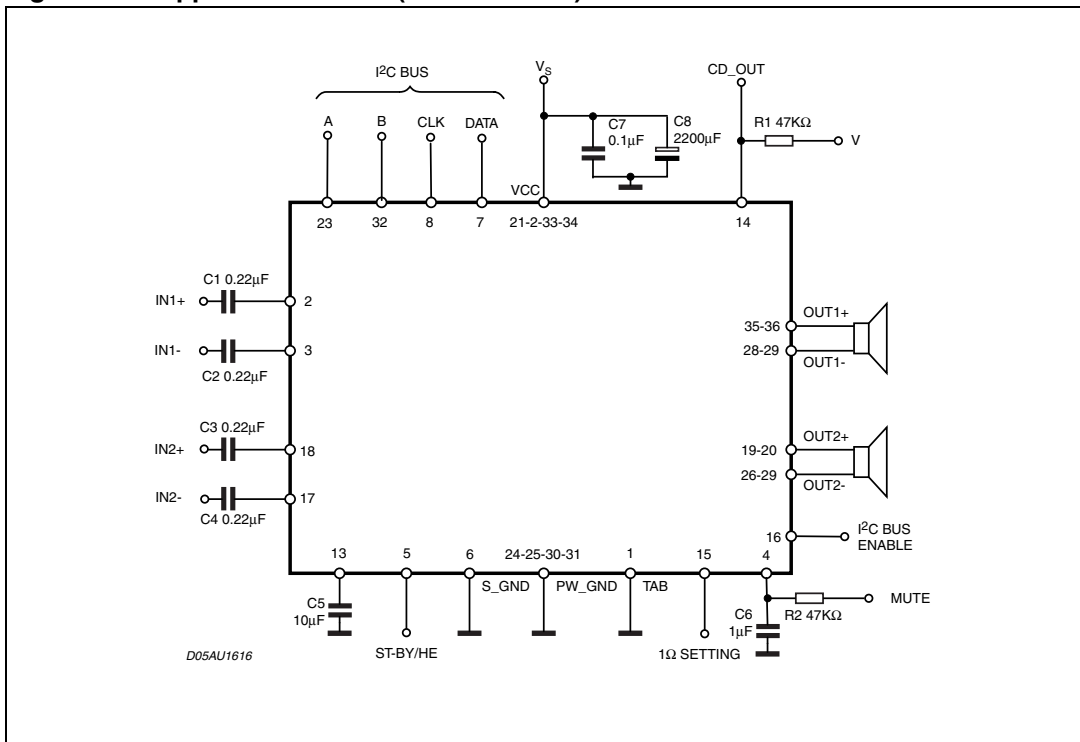 I²C BUS
A B CLK DATA
VS
C7
0.1µF
C8
2200µF
CD_OUT
R1 47KΩ
V
VCC
23 32 8 7 21-2-33-34 14
IN1+ C1 0.22µF 2
IN1- C2 0.22µF 3
IN2+ C3 0.22µF 18
IN2- C4 0.22µF 17
35-36 OUT1+
28-29 OUT1-
19-20 OUT2+
26-29 OUT2-
16 I²C BUS
ENABLE
13 5 6 24-25-30-31 1 15 4
S_GND PW_GND TAB
C5
10µF
ST-BY/HE
1Ω SETTING
C6
1µF
R2 47KΩ
MUTE
D05AU1616